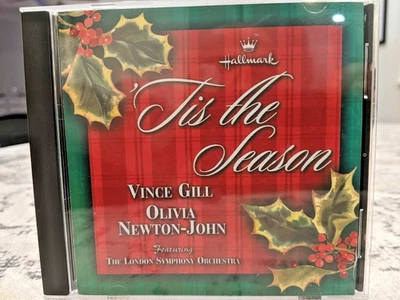 Hallmark
'Tis the
Season
VINCE GILL
OLIVIA
NEWTON-JOHN
Featuring
THE LONDON SYMPHONY ORCHESTRA